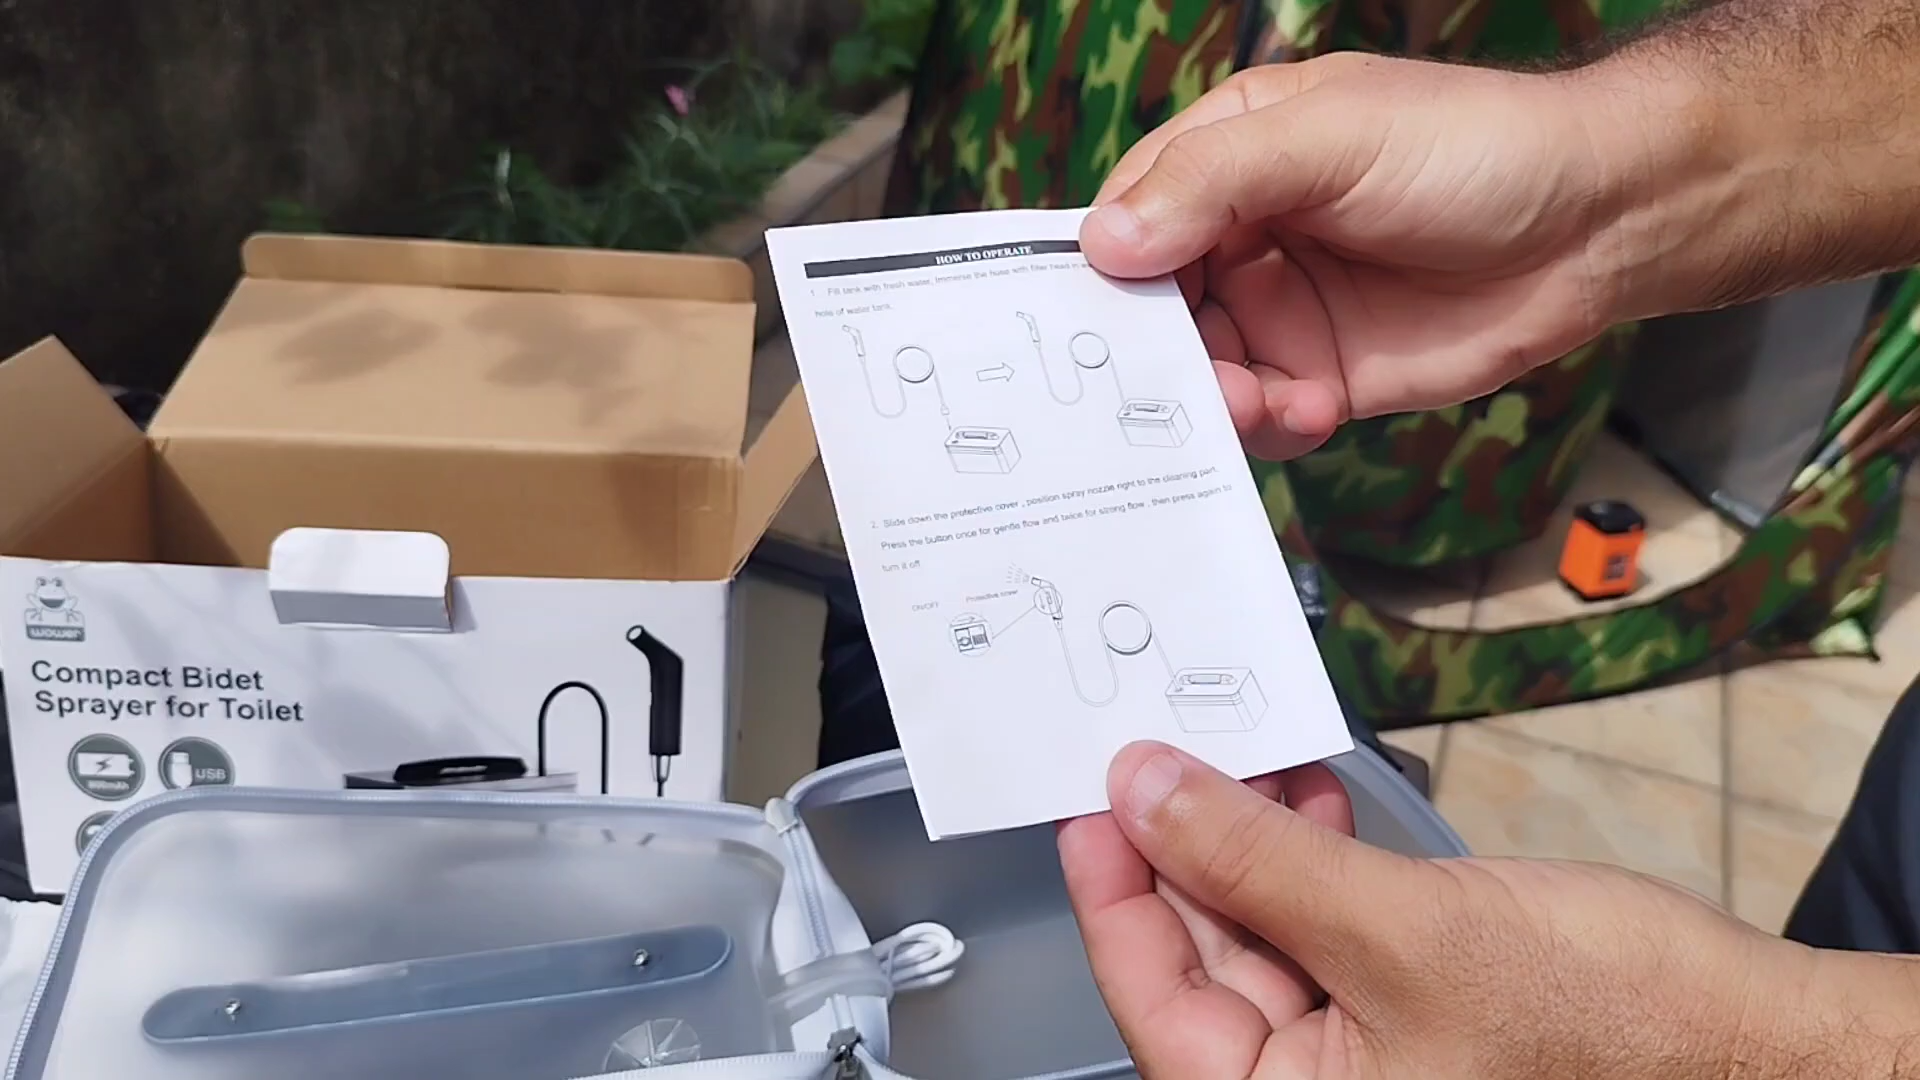 HOW TO OPERATE
1. Fill tank with fresh water, Immerse the hose with filter head in
hole of water tank.
2. Slide down the protective cover , position spray nozzle right to the cleaning part.
Press the button once for gentle flow and twice for strong flow , then press again to
turn it off.
ON/OFF
Protective cover
wower
Compact Bidet
Sprayer for Toilet
USB